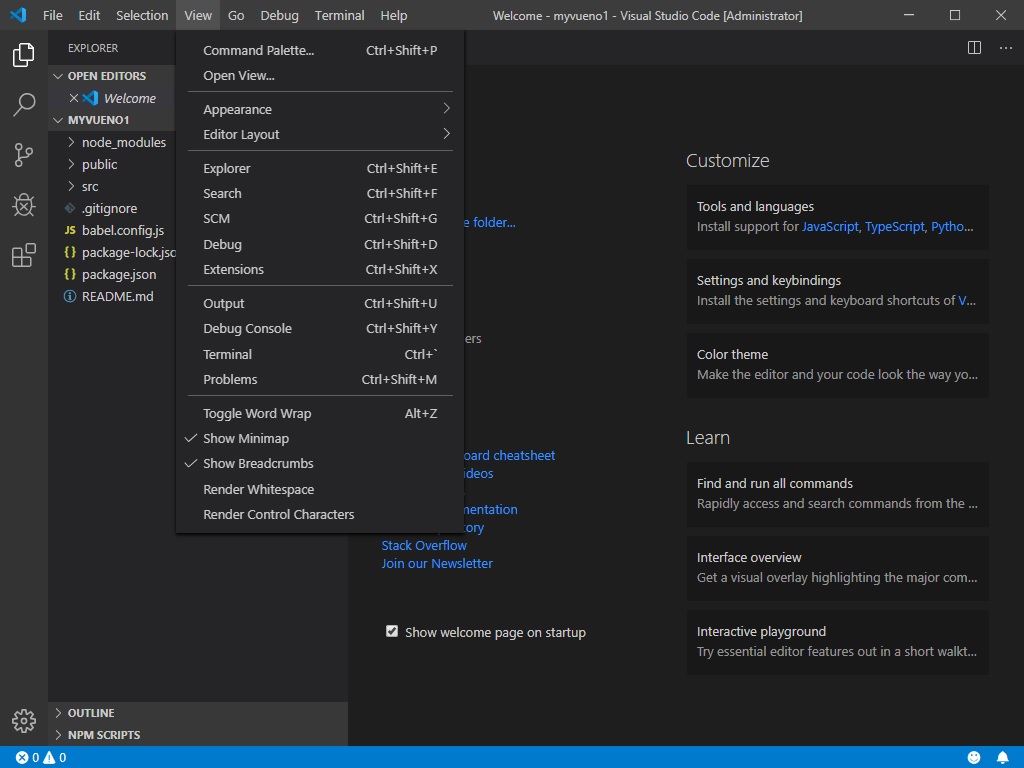 File Edit Selection View Go Debug Terminal Help Welcome - myvueno1 - Visual Studio Code [Administrator]
EXPLORER
OPEN EDITORS
Welcome
MYVUENO1
node_modules
public
src
.gitignore
JS babel.config.js
{} package-lock.jsc
{} package.json
README.md
OUTLINE
NPM SCRIPTS
Command Palette... Ctrl+Shift+P
Open View...
Appearance
Editor Layout
Explorer Ctrl+Shift+E
Search Ctrl+Shift+F
SCM Ctrl+Shift+G
Debug Ctrl+Shift+D
Extensions Ctrl+Shift+X
Output Ctrl+Shift+U
Debug Console Ctrl+Shift+Y
Terminal Ctrl+`
Problems Ctrl+Shift+M
Toggle Word Wrap Alt+Z
Show Minimap
Show Breadcrumbs
Render Whitespace
Render Control Characters
e folder...
ers
oard cheatsheet
ideos
mentation
ory
Stack Overflow
Join our Newsletter
Show welcome page on startup
Customize
Tools and languages
Install support for JavaScript, TypeScript, Pytho...
Settings and keybindings
Install the settings and keyboard shortcuts of V...
Color theme
Make the editor and your code look the way yo...
Learn
Find and run all commands
Rapidly access and search commands from the ...
Interface overview
Get a visual overlay highlighting the major com...
Interactive playground
Try essential editor features out in a short walkt...
0 0